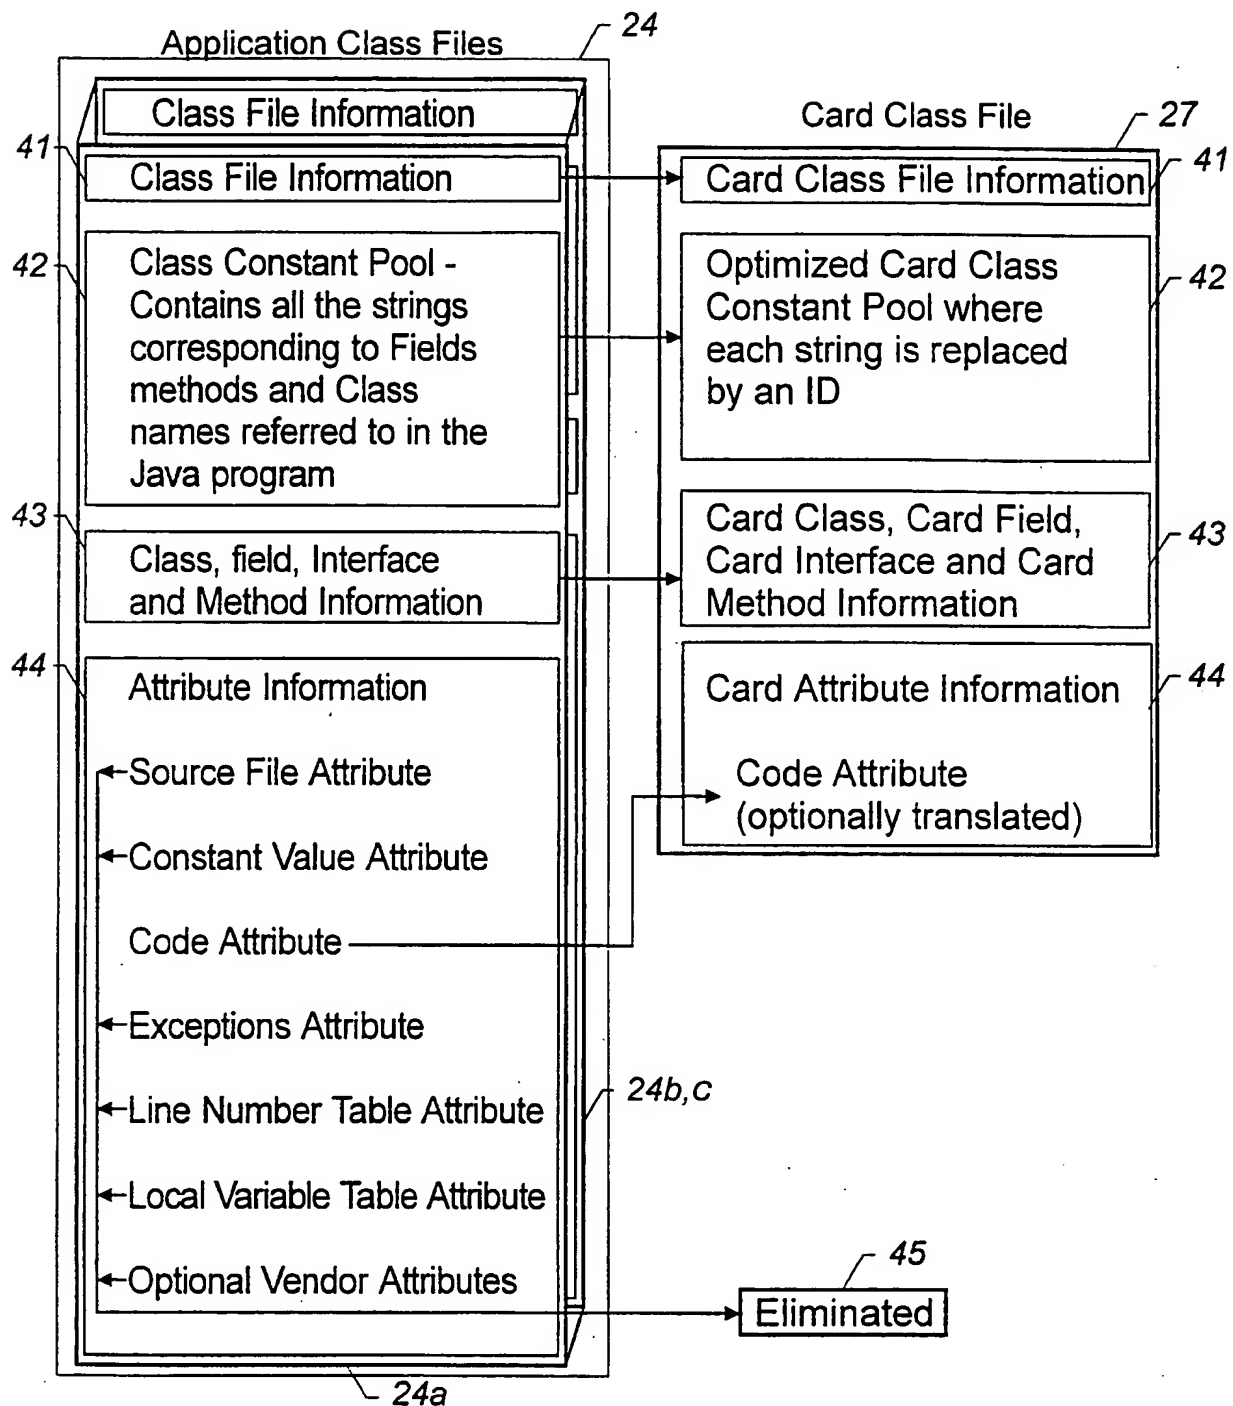 24
Application Class Files
Class File Information
41
Class File Information
42
Class Constant Pool -
Contains all the strings
corresponding to Fields
methods and Class
names referred to in the
Java program
43
Class, field, Interface
and Method Information
44
Attribute Information
Source File Attribute
Constant Value Attribute
Code Attribute
Exceptions Attribute
Line Number Table Attribute
Local Variable Table Attribute
Optional Vendor Attributes
24b,c
24a
Card Class File
27
Card Class File Information
41
Optimized Card Class
Constant Pool where
each string is replaced
by an ID
42
Card Class, Card Field,
Card Interface and Card
Method Information
43
Card Attribute Information
44
Code Attribute
(optionally translated)
45
Eliminated